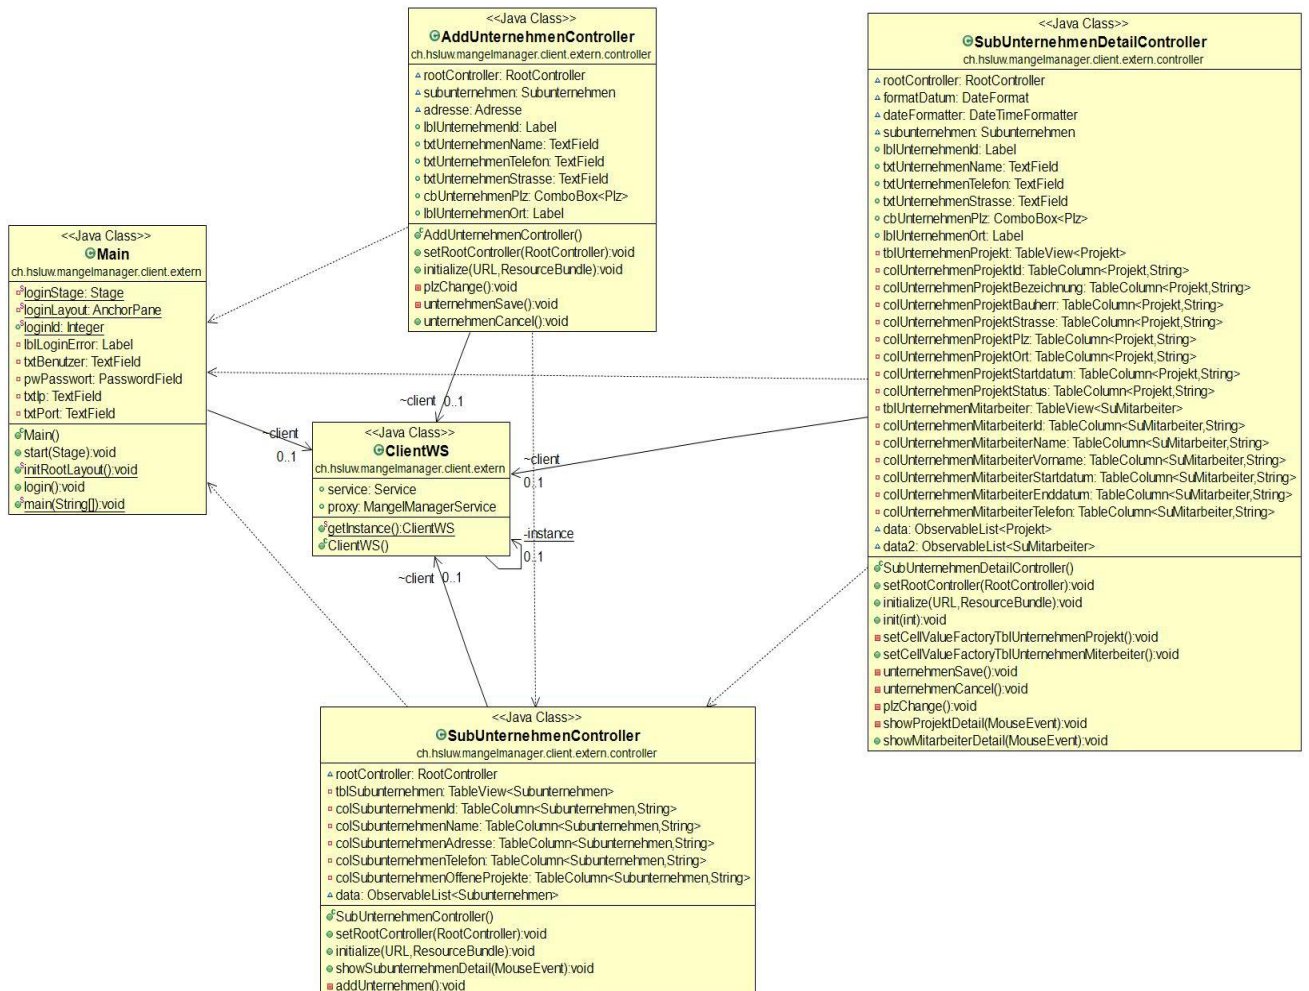 <<Java Class>>
AddUnternehmenController
ch.hsluw.mangelmanager.client.extern.controller
rootController: RootController
subunternehmen: Subunternehmen
adresse: Adresse
lblUnternehmenId: Label
txtUnternehmenName: TextField
txtUnternehmenTelefon: TextField
txtUnternehmenStrasse: TextField
cbUnternehmenPlz: ComboBox<Plz>
lblUnternehmenOrt: Label
AddUnternehmenController()
setRootController(RootController):void
initialize(URL,ResourceBundle):void
plzChange():void
unternehmenSave():void
unternehmenCancel():void
<<Java Class>>
SubUnternehmenDetailController
ch.hsluw.mangelmanager.client.extern.controller
rootController: RootController
formatDatum: DateFormat
dateFormatter: DateTimeFormatter
subunternehmen: Subunternehmen
lblUnternehmenId: Label
txtUnternehmenName: TextField
txtUnternehmenTelefon: TextField
txtUnternehmenStrasse: TextField
cbUnternehmenPlz: ComboBox<Plz>
lblUnternehmenOrt: Label
tblUnternehmenProjekt: TableView<Projekt>
colUnternehmenProjektId: TableColumn<Projekt,String>
colUnternehmenProjektBezeichnung: TableColumn<Projekt,String>
colUnternehmenProjektBauherr: TableColumn<Projekt,String>
colUnternehmenProjektStrasse: TableColumn<Projekt,String>
colUnternehmenProjektPlz: TableColumn<Projekt,String>
colUnternehmenProjektOrt: TableColumn<Projekt,String>
colUnternehmenProjektStartdatum: TableColumn<Projekt,String>
colUnternehmenProjektStatus: TableColumn<Projekt,String>
tblUnternehmenMitarbeiter: TableView<SuMitarbeiter>
colUnternehmenMitarbeiterId: TableColumn<SuMitarbeiter,String>
colUnternehmenMitarbeiterName: TableColumn<SuMitarbeiter,String>
colUnternehmenMitarbeiterVorname: TableColumn<SuMitarbeiter,String>
colUnternehmenMitarbeiterStartdatum: TableColumn<SuMitarbeiter,String>
colUnternehmenMitarbeiterEnddatum: TableColumn<SuMitarbeiter,String>
colUnternehmenMitarbeiterTelefon: TableColumn<SuMitarbeiter,String>
data: ObservableList<Projekt>
data2: ObservableList<SuMitarbeiter>
SubUnternehmenDetailController()
setRootController(RootController):void
initialize(URL,ResourceBundle):void
init(int):void
setCellValueFactoryTblUnternehmenProjekt():void
setCellValueFactoryTblUnternehmenMiterbeiter():void
unternehmenSave():void
unternehmenCancel():void
plzChange():void
showProjektDetail(MouseEvent):void
showMitarbeiterDetail(MouseEvent):void
<<Java Class>>
Main
ch.hsluw.mangelmanager.client.extern
loginStage: Stage
loginLayout: AnchorPane
loginId: Integer
lblLoginError: Label
txtBenutzer: TextField
pwPasswort: PasswordField
txtIp: TextField
txtPort: TextField
Main()
start(Stage):void
initRootLayout():void
login():void
main(String[]):void
~client 0..1
~client
0..1
~client
0..1
<<Java Class>>
ClientWS
ch.hsluw.mangelmanager.client.extern
service: Service
proxy: MangelManagerService
getInstance():ClientWS
ClientWS()
-instance
0..1
~client 0..1
<<Java Class>>
SubUnternehmenController
ch.hsluw.mangelmanager.client.extern.controller
rootController: RootController
tblSubunternehmen: TableView<Subunternehmen>
colSubunternehmenId: TableColumn<Subunternehmen,String>
colSubunternehmenName: TableColumn<Subunternehmen,String>
colSubunternehmenAdresse: TableColumn<Subunternehmen,String>
colSubunternehmenTelefon: TableColumn<Subunternehmen,String>
colSubunternehmenOffeneProjekte: TableColumn<Subunternehmen,String>
data: ObservableList<Subunternehmen>
SubUnternehmenController()
setRootController(RootController):void
initialize(URL,ResourceBundle):void
showSubunternehmenDetail(MouseEvent):void
addUnternehmen():void